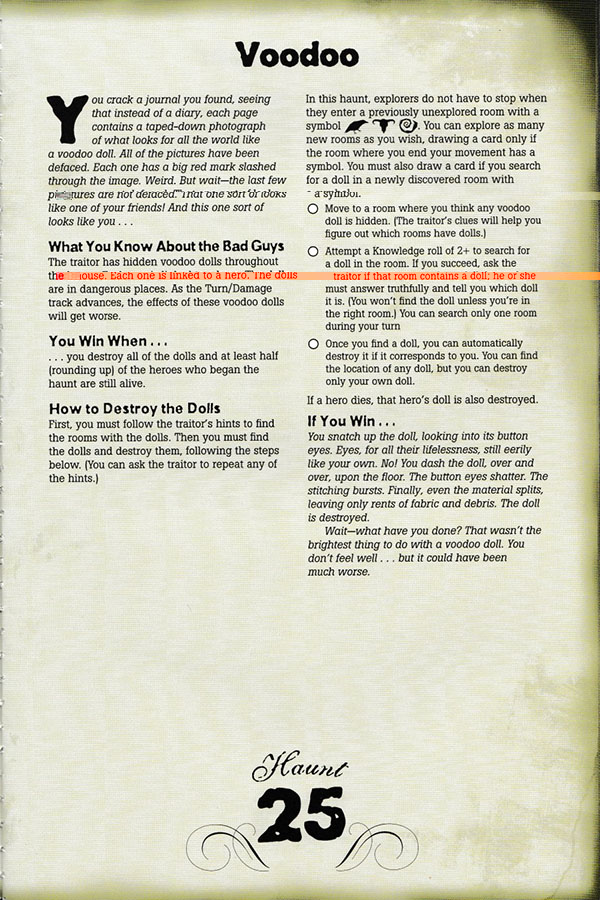 Voodoo
You crack a journal you found, seeing
that instead of a diary, each page
contains a taped-down photograph
of what looks for all the world like
a voodoo doll. All of the pictures have been
defaced. Each one has a big red mark slashed
through the image. Weird. But wait—the last few
like one of your friends! And this one sort of
looks like you . . .
What You Know About the Bad Guys
The traitor has hidden voodoo dolls throughout
the house. Each one is linked to a hero. The dolls
are in dangerous places. As the Turn/Damage
track advances, the effects of these voodoo dolls
will get worse.
You Win When . . .
. . . you destroy all of the dolls and at least half
(rounding up) of the heroes who began the
haunt are still alive.
How to Destroy the Dolls
First, you must follow the traitor's hints to find
the rooms with the dolls. Then you must find
the dolls and destroy them, following the steps
below. (You can ask the traitor to repeat any of
the hints.)
In this haunt, explorers do not have to stop when
they enter a previously unexplored room with a
symbol . You can explore as many
new rooms as you wish, drawing a card only if
the room where you end your movement has a
symbol. You must also draw a card if you search
for a doll in a newly discovered room with
a symbol.
Move to a room where you think any voodoo
doll is hidden. (The traitor's clues will help you
figure out which rooms have dolls.)
Attempt a Knowledge roll of 2+ to search for
a doll in the room. If you succeed, ask the
traitor if that room contains a doll; he or she
must answer truthfully and tell you which doll
it is. (You won't find the doll unless you're in
the right room.) You can search only one room
during your turn
Once you find a doll, you can automatically
destroy it if it corresponds to you. You can find
the location of any doll, but you can destroy
only your own doll.
If a hero dies, that hero's doll is also destroyed.
If You Win . . .
You snatch up the doll, looking into its button
eyes. Eyes, for all their lifelessness, still eerily
like your own. No! You dash the doll, over and
over, upon the floor. The button eyes shatter. The
stitching bursts. Finally, even the material splits,
leaving only rents of fabric and debris. The doll
is destroyed.
Wait—what have you done? That wasn't the
brightest thing to do with a voodoo doll. You
don't feel well . . . but it could have been
much worse.
Haunt
25